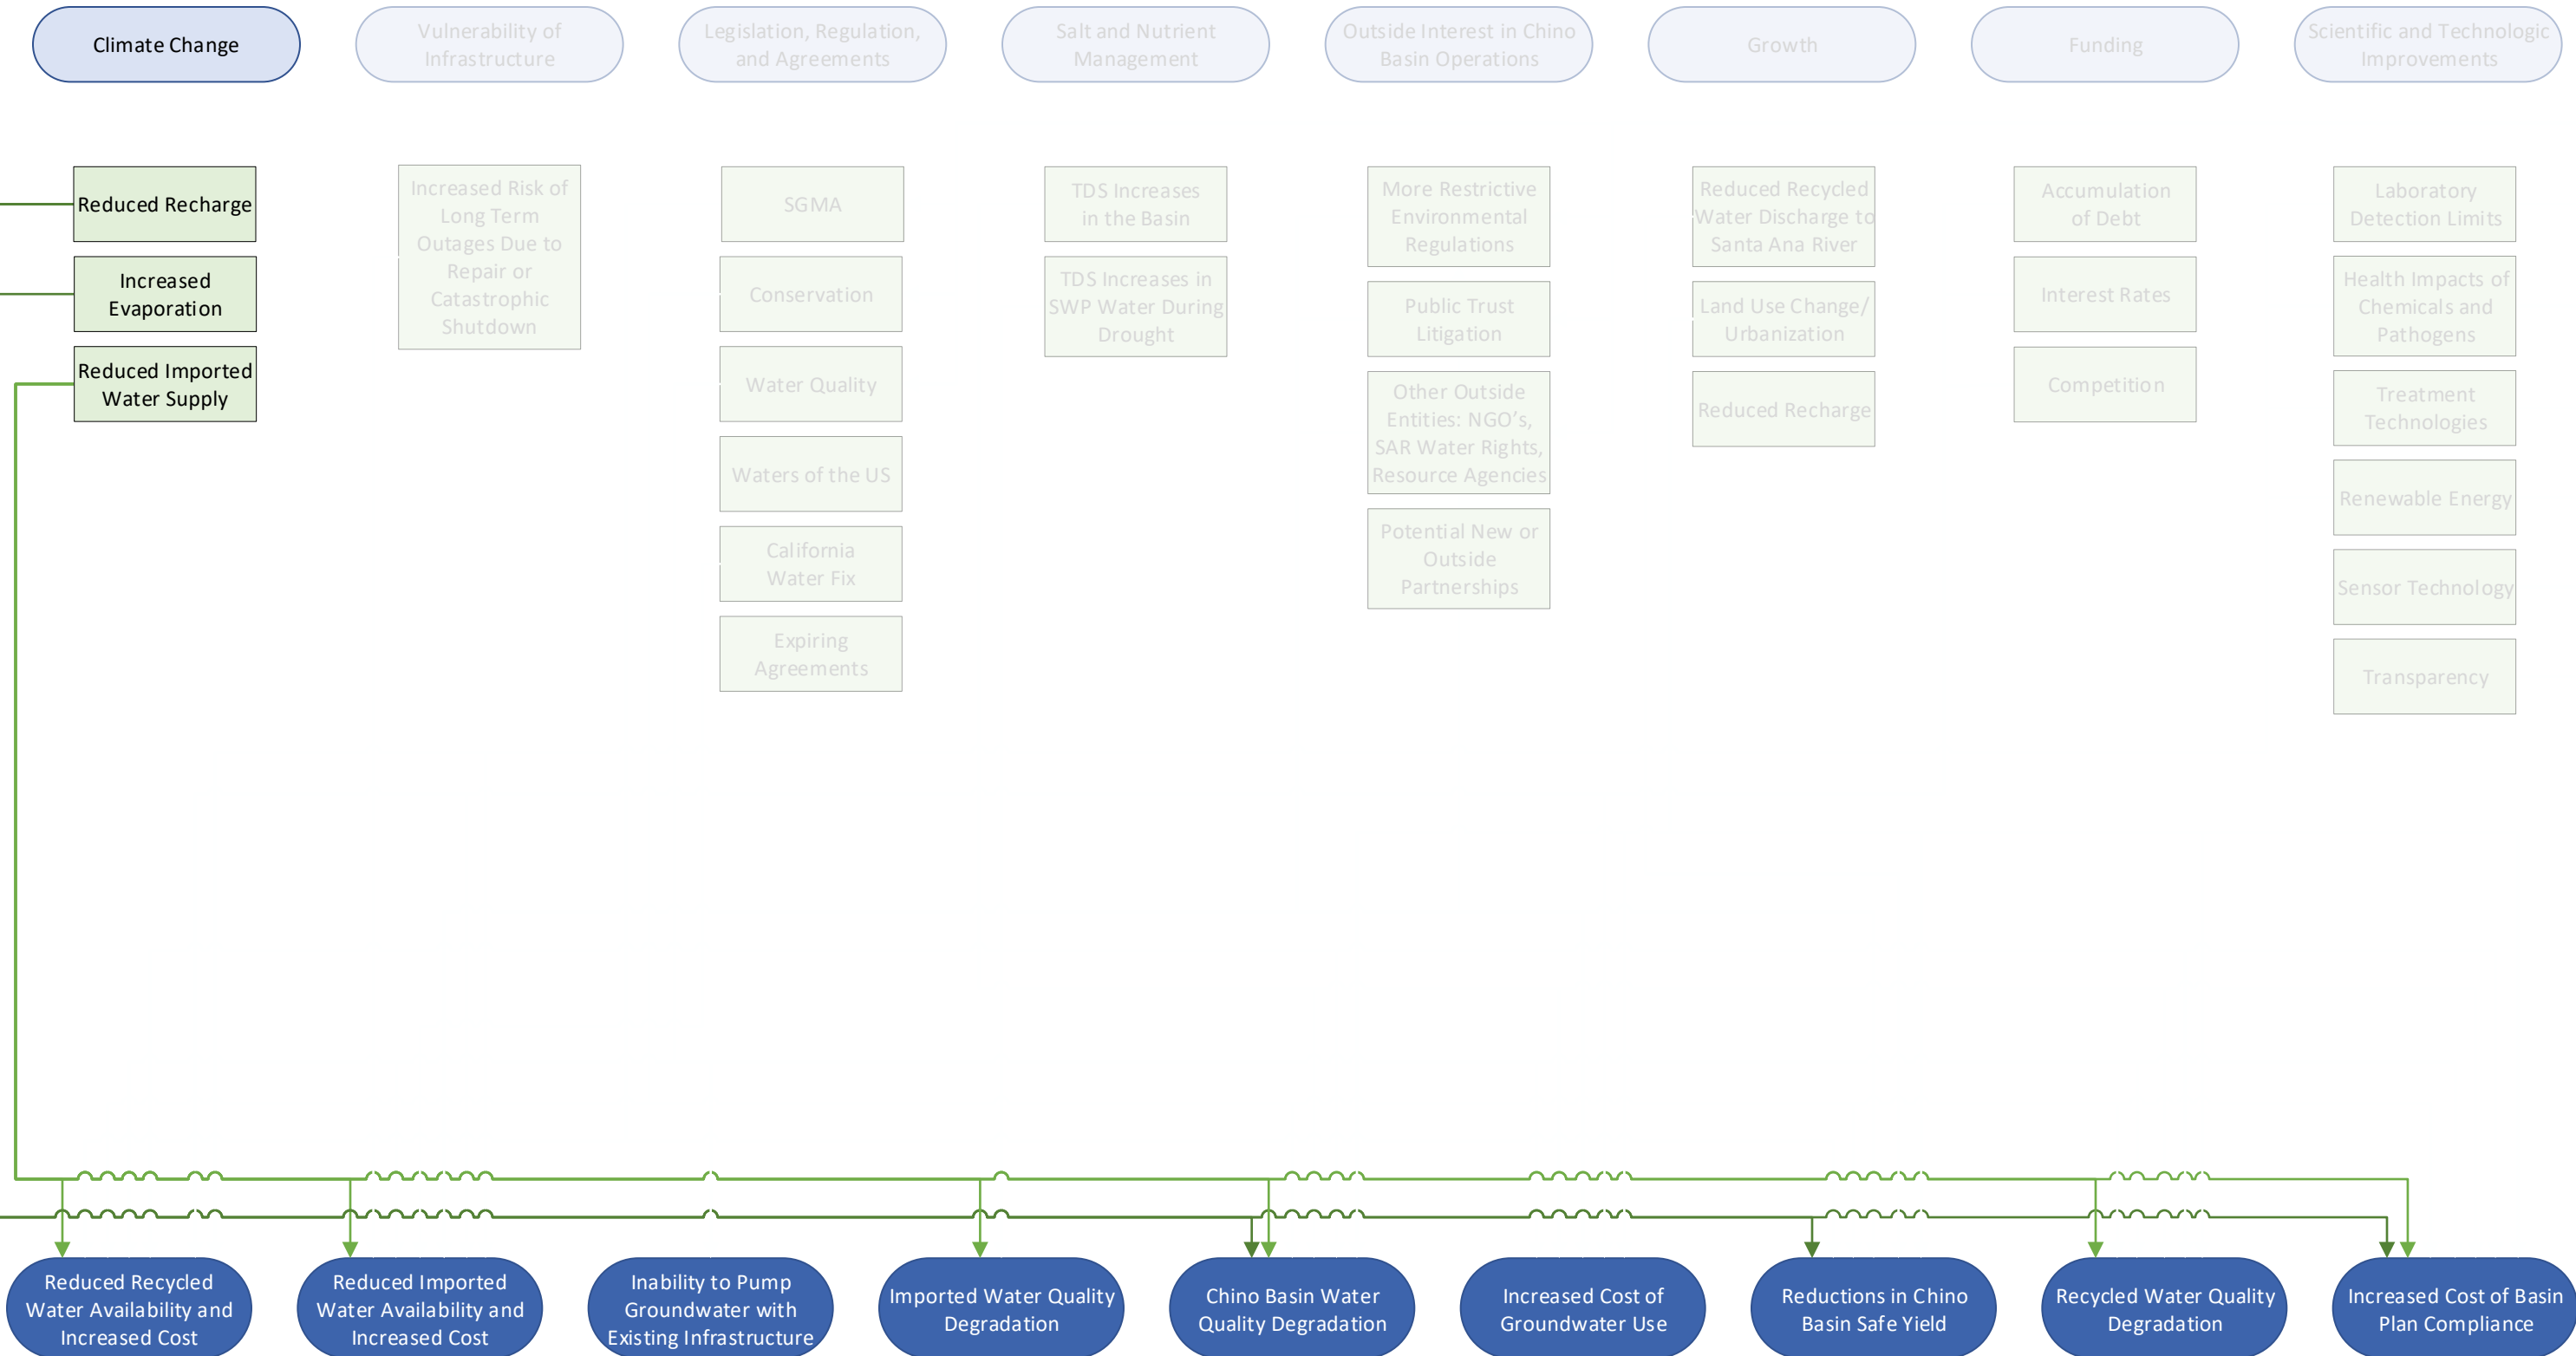 Climate Change
Vulnerability of
Infrastructure
Legislation, Regulation,
and Agreements
Salt and Nutrient
Management
Outside Interest in Chino
Basin Operations
Growth
Funding
Scientific and Technologic
Improvements
Reduced Recharge
Increased
Evaporation
Reduced Imported
Water Supply
Increased Risk of
Long Term
Outages Due to
Repair or
Catastrophic
Shutdown
SGMA
Conservation
Water Quality
Waters of the US
California
Water Fix
Expiring
Agreements
TDS Increases
in the Basin
TDS Increases in
SWP Water During
Drought
More Restrictive
Environmental
Regulations
Public Trust
Litigation
Other Outside
Entities: NGO’s,
SAR Water Rights,
Resource Agencies
Potential New or
Outside
Partnerships
Reduced Recycled
Water Discharge to
Santa Ana River
Land Use Change/
Urbanization
Reduced Recharge
Accumulation
of Debt
Interest Rates
Competition
Laboratory
Detection Limits
Health Impacts of
Chemicals and
Pathogens
Treatment
Technologies
Renewable Energy
Sensor Technology
Transparency
Reduced Recycled
Water Availability and
Increased Cost
Reduced Imported
Water Availability and
Increased Cost
Inability to Pump
Groundwater with
Existing Infrastructure
Imported Water Quality
Degradation
Chino Basin Water
Quality Degradation
Increased Cost of
Groundwater Use
Reductions in Chino
Basin Safe Yield
Recycled Water Quality
Degradation
Increased Cost of Basin
Plan Compliance